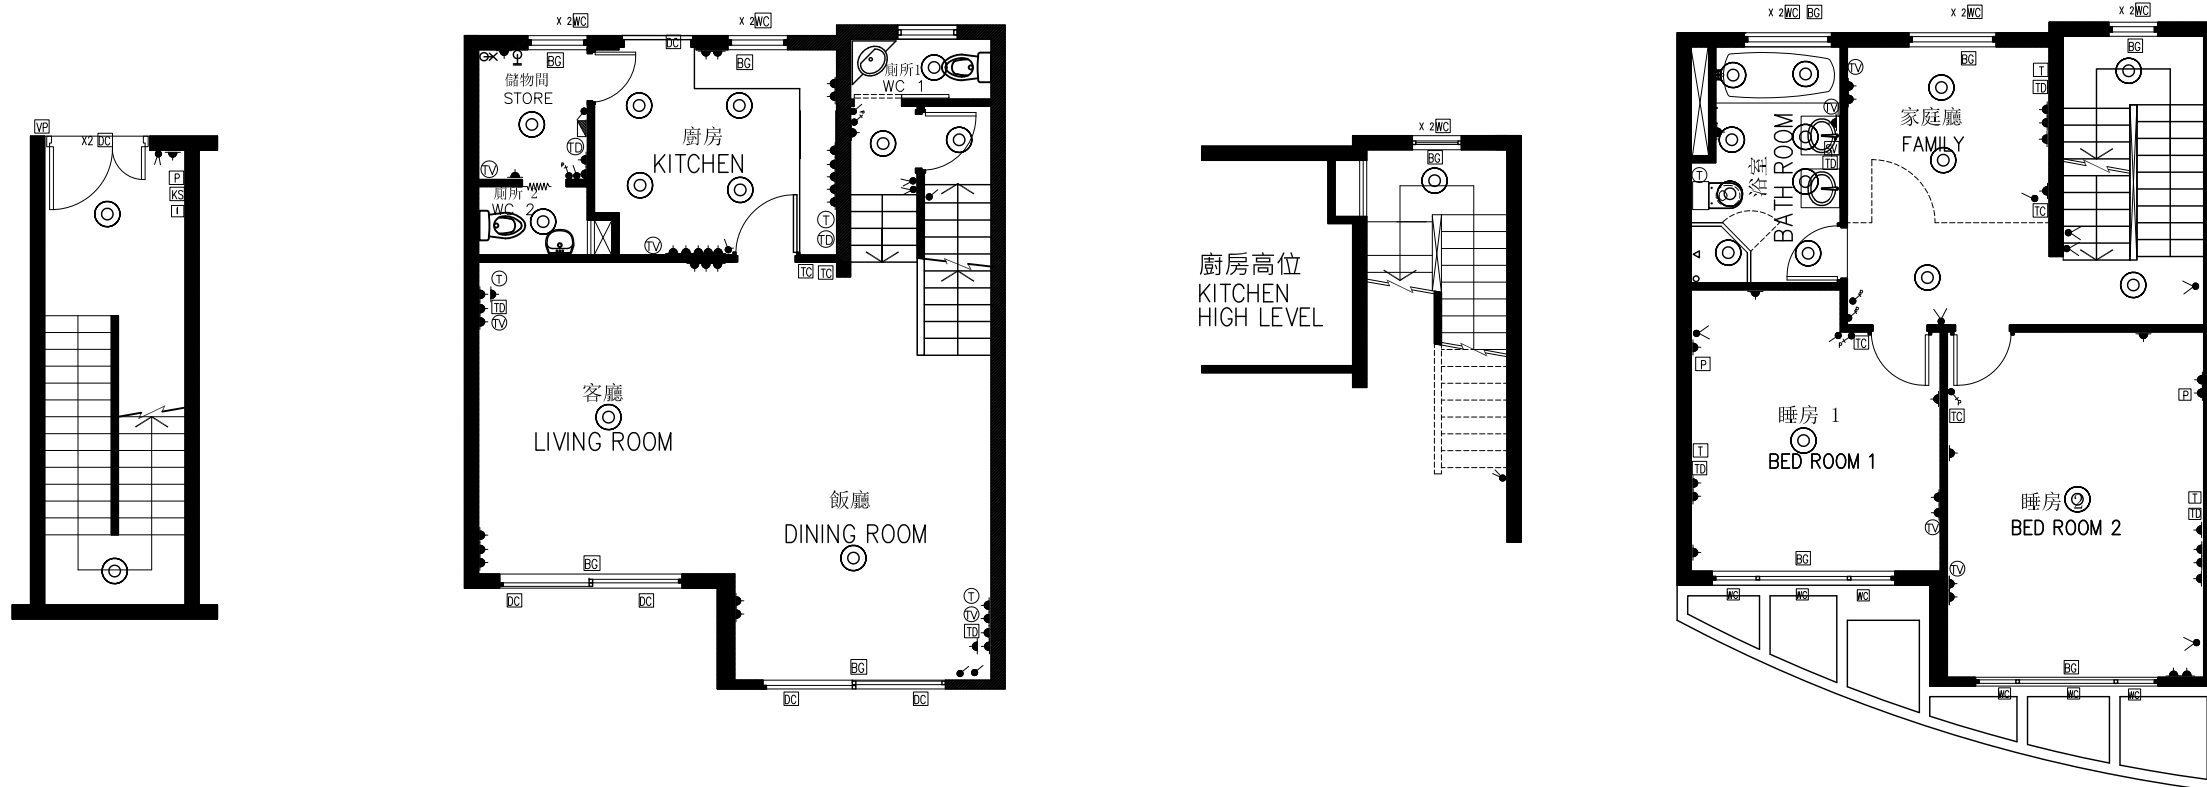 VP
X2 DC
P
KS
I
X 2 WC
X 2 WC
DC
BG
BG
儲物間
STORE
廁所 1
WC 1
TD
TV
廚房
KITCHEN
廁所 2
WC 2
TV
T
TD
TC
TC
T
TD
TV
客廳
LIVING ROOM
飯廳
DINING ROOM
BG
DC
DC
T
TV
TD
BG
DC
DC
X 2 WC
BG
廚房高位
KITCHEN
HIGH LEVEL
X 2 WC BG
X 2 WC
X 2 WC
BG
BG
TV
T
TD
TV
家庭廳
FAMILY
浴室
BATH ROOM
SV
TD
T
TC
TC
P
P
TC
睡房 1
BED ROOM 1
T
TD
睡房 2
BED ROOM 2
T
TD
TV
TV
BG
WC
WC
WC
BG
WC
WC
WC